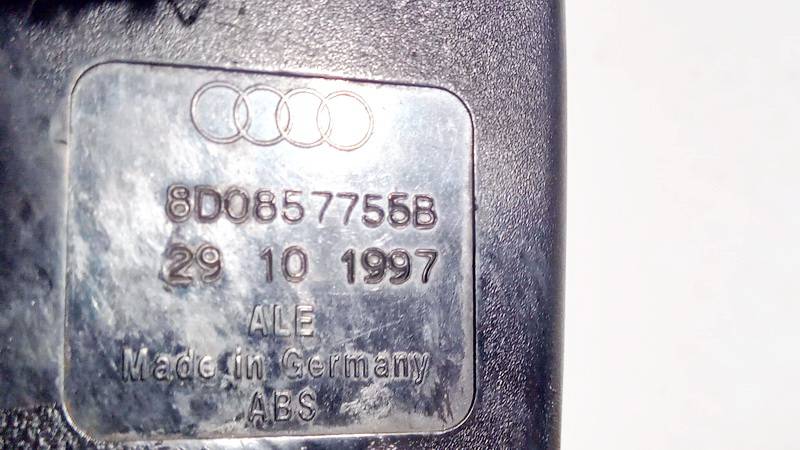 8D0857755B
29 10 1997
ALE
Made in Germany
ABS